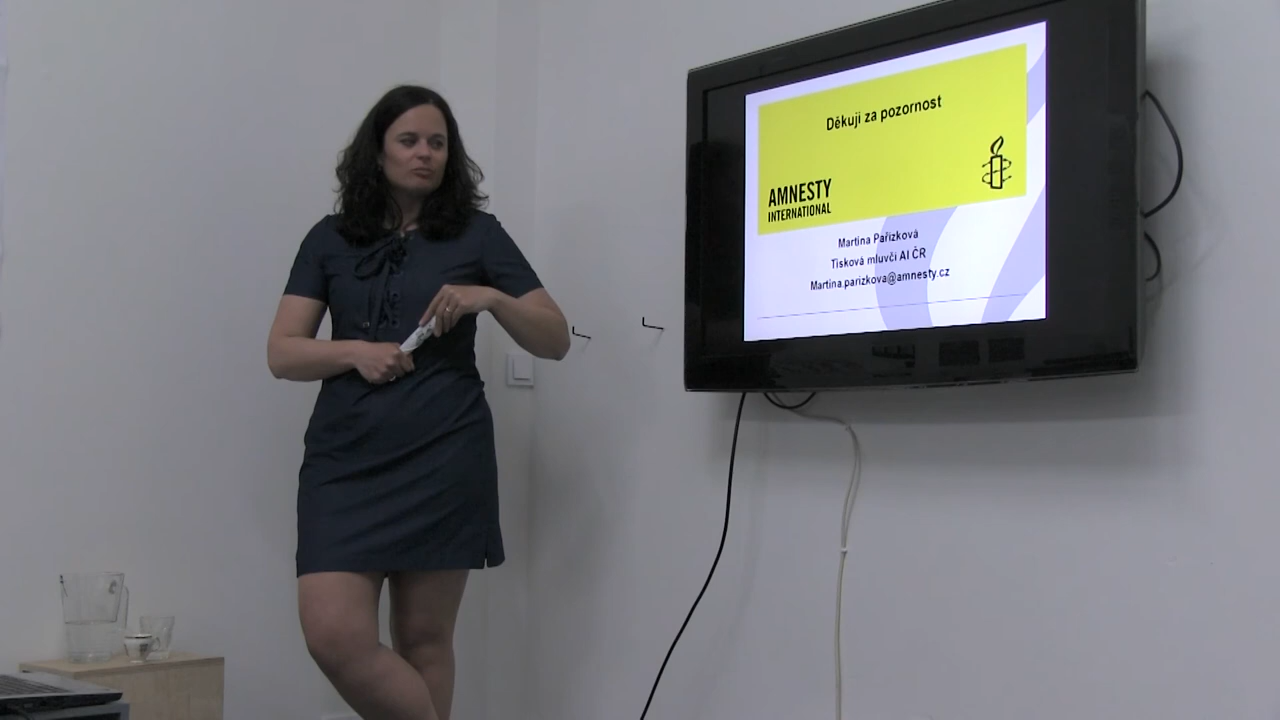 Děkuji za pozornost
AMNESTY
INTERNATIONAL
Martina Pařízková
Tisková mluvčí AI ČR
Martina.parizkova@amnesty.cz